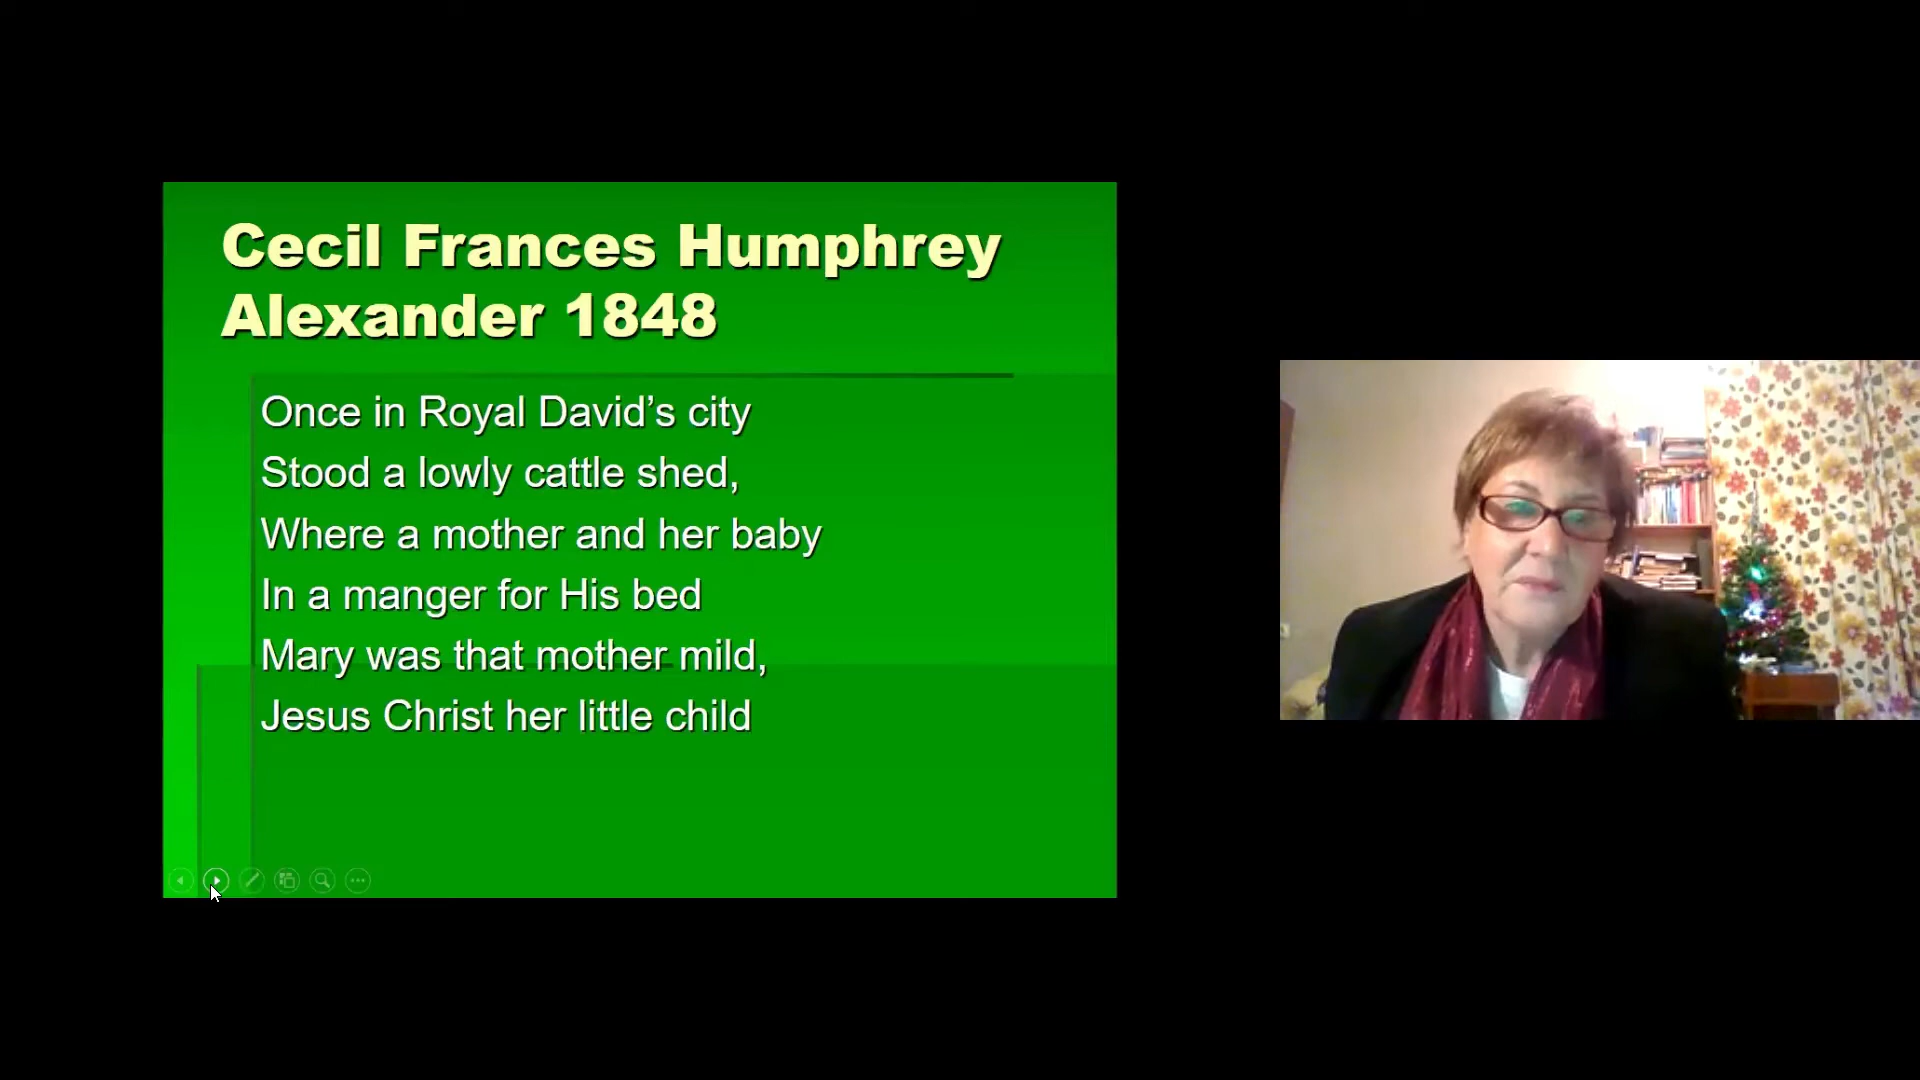 Cecil Frances Humphrey
Alexander 1848
Once in Royal David’s city
Stood a lowly cattle shed,
Where a mother and her baby
In a manger for His bed
Mary was that mother mild,
Jesus Christ her little child